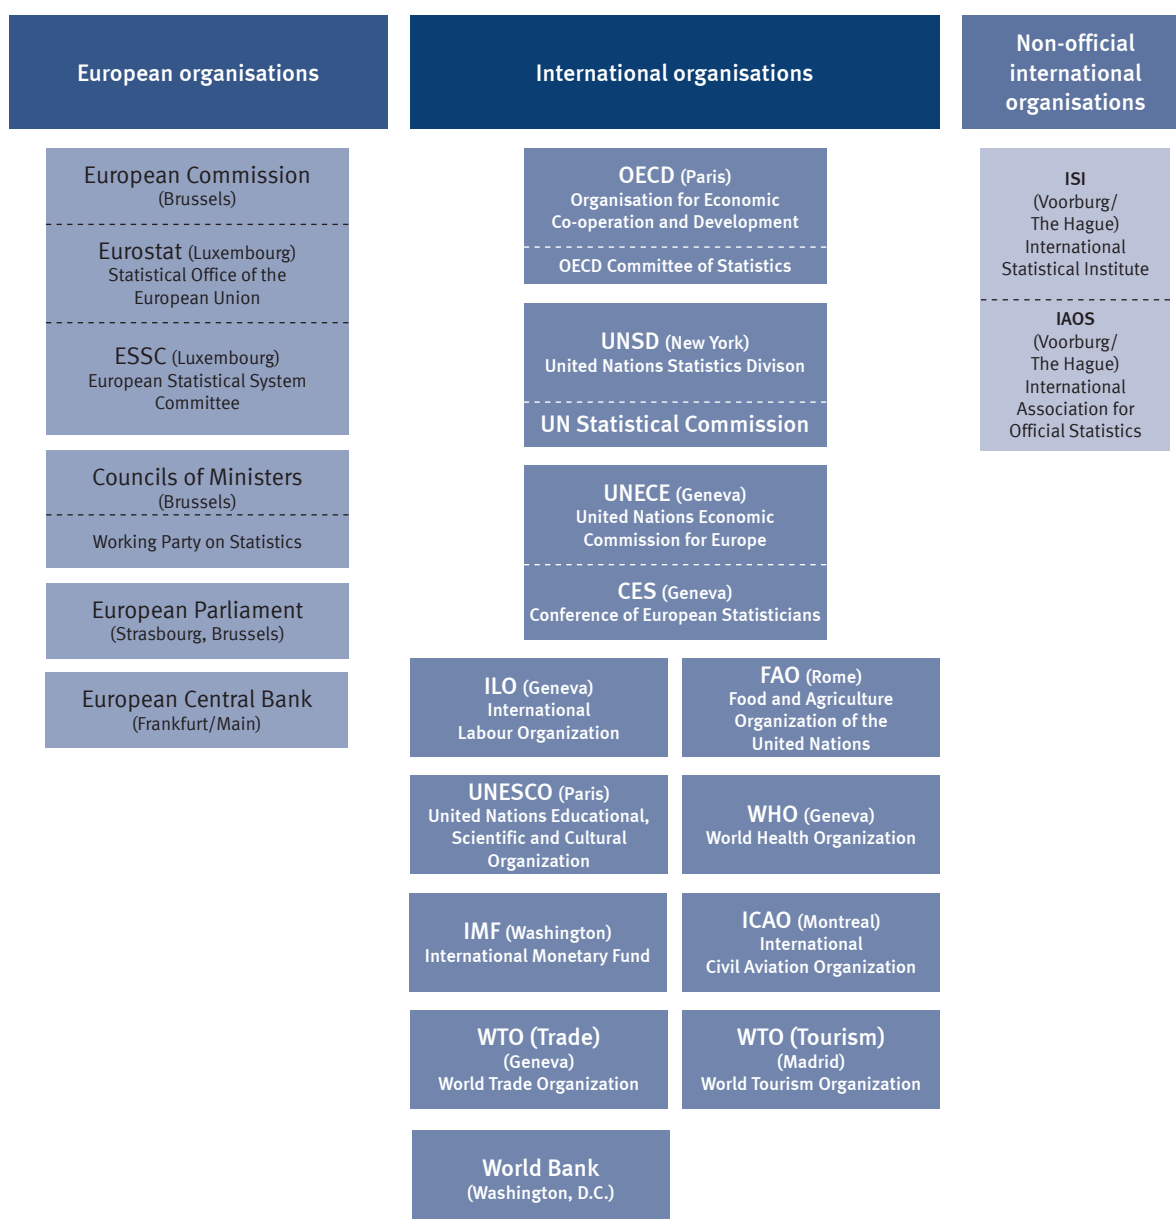 European organisations
European Commission
(Brussels)
Eurostat (Luxembourg)
Statistical Office of the
European Union
ESSC (Luxembourg)
European Statistical System
Committee
Councils of Ministers
(Brussels)
Working Party on Statistics
European Parliament
(Strasbourg, Brussels)
European Central Bank
(Frankfurt/Main)
International organisations
OECD (Paris)
Organisation for Economic
Co-operation and Development
OECD Committee of Statistics
UNSD (New York)
United Nations Statistics Divison
UN Statistical Commission
UNECE (Geneva)
United Nations Economic
Commission for Europe
CES (Geneva)
Conference of European Statisticians
ILO (Geneva)
International
Labour Organization
FAO (Rome)
Food and Agriculture
Organization of the
United Nations
UNESCO (Paris)
United Nations Educational,
Scientific and Cultural
Organization
WHO (Geneva)
World Health Organization
IMF (Washington)
International Monetary Fund
ICAO (Montreal)
International
Civil Aviation Organization
WTO (Trade)
(Geneva)
World Trade Organization
WTO (Tourism)
(Madrid)
World Tourism Organization
World Bank
(Washington, D.C.)
Non-official
international
organisations
ISI
(Voorburg/
The Hague)
International
Statistical Institute
IAOS
(Voorburg/
The Hague)
International
Association for
Official Statistics